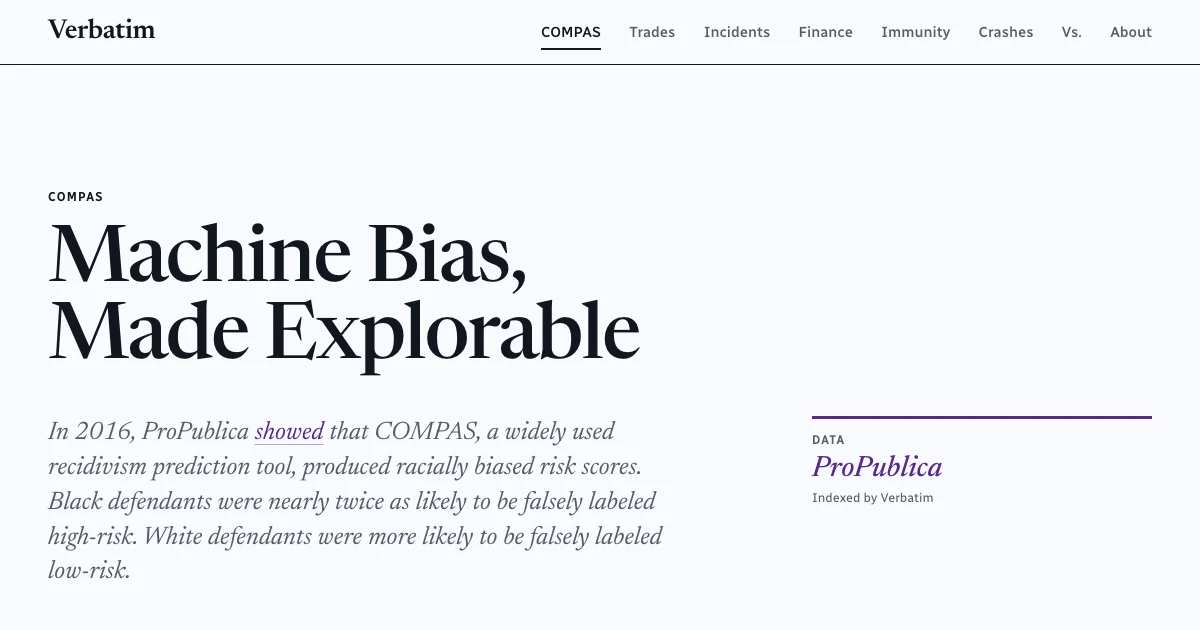 Verbatim
COMPAS Trades Incidents Finance Immunity Crashes Vs. About
COMPAS
Machine Bias,
Made Explorable
In 2016, ProPublica showed that COMPAS, a widely used
recidivism prediction tool, produced racially biased risk scores.
Black defendants were nearly twice as likely to be falsely labeled
high-risk. White defendants were more likely to be falsely labeled
low-risk.
DATA
ProPublica
Indexed by Verbatim